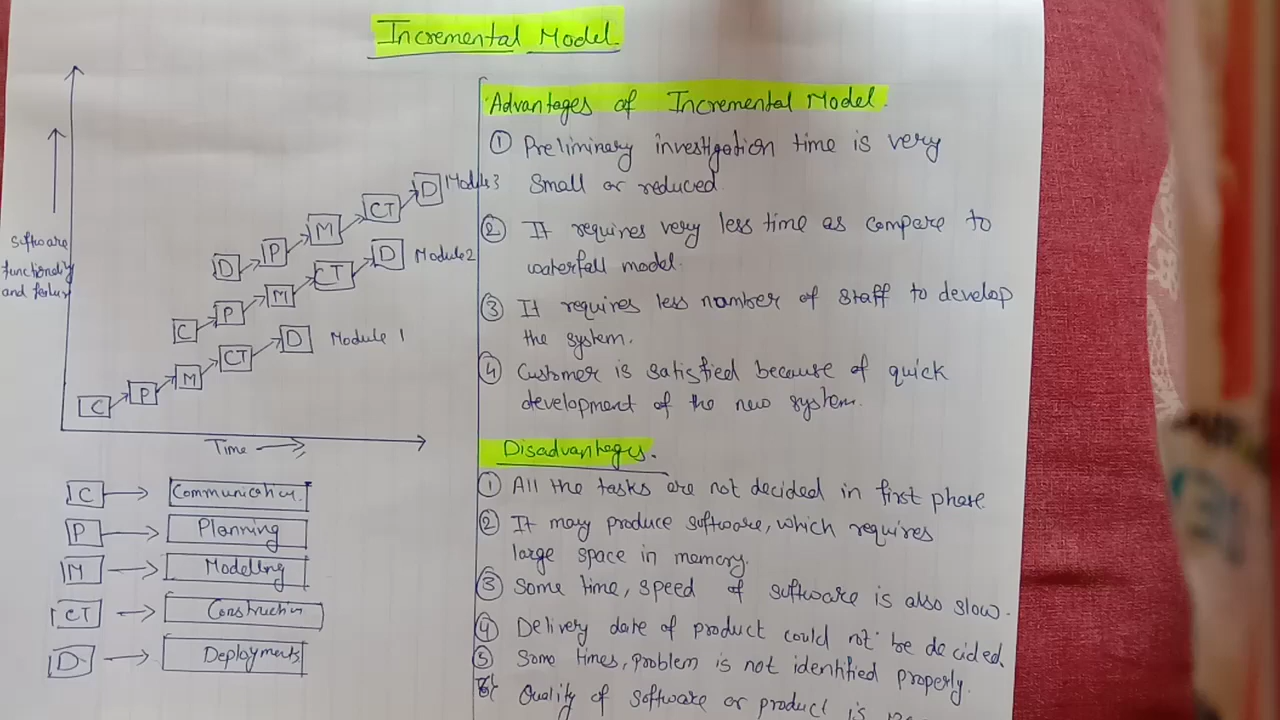 Incremental Model.
Software
functionality
and featur
C P M CT D Module 1
C P M CT D Module2
D P M CT D Module3
Time
C Communication.
P Planning
M Modelling
CT Construction
D Deployments
Advantages of Incremental Model.
① Preliminary investigation time is very
small or reduced.
② It requires very less time as compare to
waterfall model.
③ It requires less number of staff to develop
the system.
④ Customer is satisfied because of quick
development of the new system.
Disadvantages.
① All the tasks are not decided in first phase.
② It may produce software, which requires
large space in memory.
③ Some time, speed of software is also slow.
④ Delivery date of product could not be decided.
⑤ Some times, problem is not identified properly.
⑥ Quality of software or product is